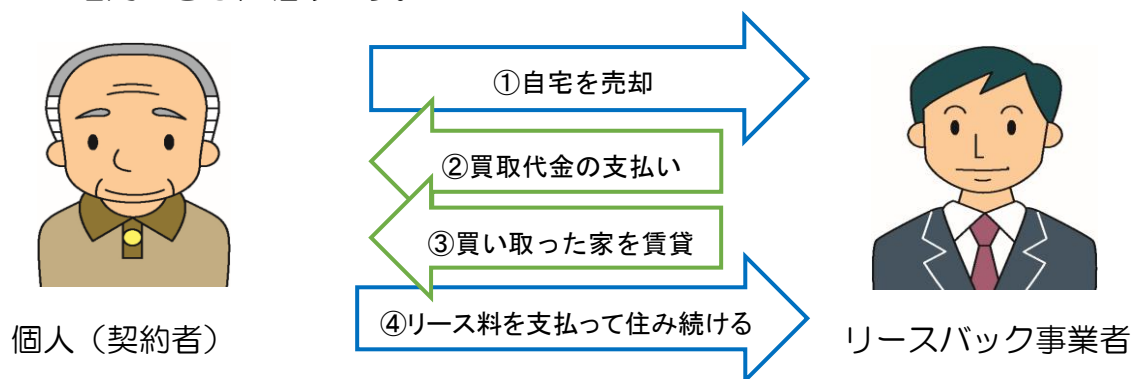 ①自宅を売却
②買取代金の支払い
③買い取った家を賃貸
④リース料を支払って住み続ける
個人（契約者）
リースバック事業者